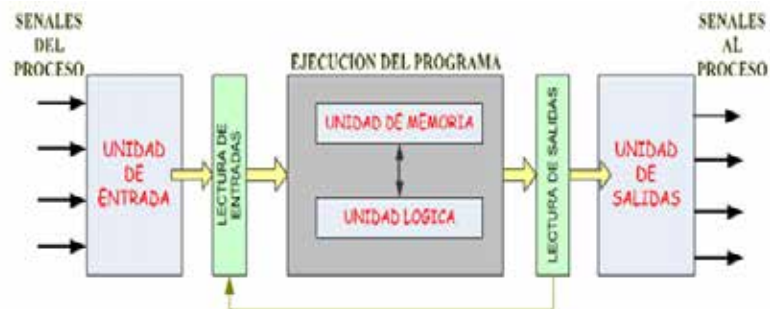 SENALES
DEL
PROCESO
EJECUCION DEL PROGRAMA
SENALES
AL
PROCESO
UNIDAD
DE
ENTRADA
LECTURA DE
ENTRADAS
UNIDAD DE MEMORIA
UNIDAD LOGICA
LECTURA DE SALIDAS
UNIDAD
DE
SALIDAS